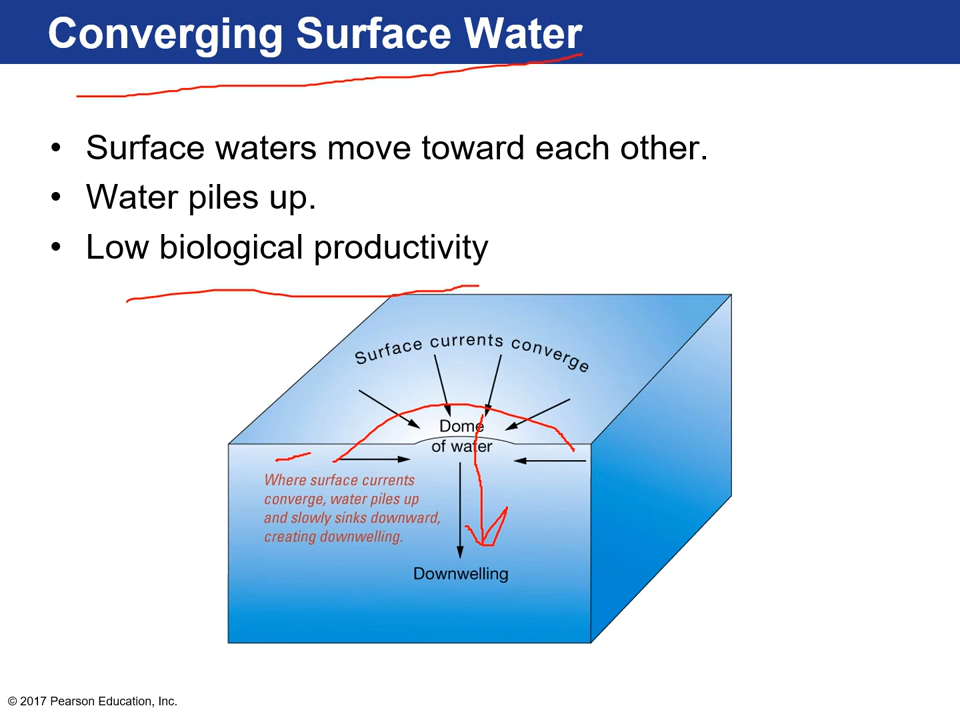 Converging Surface Water
• Surface waters move toward each other.
• Water piles up.
• Low biological productivity
Surface currents converge
Dome
of water
Where surface currents
converge, water piles up
and slowly sinks downward,
creating downwelling.
Downwelling
© 2017 Pearson Education, Inc.